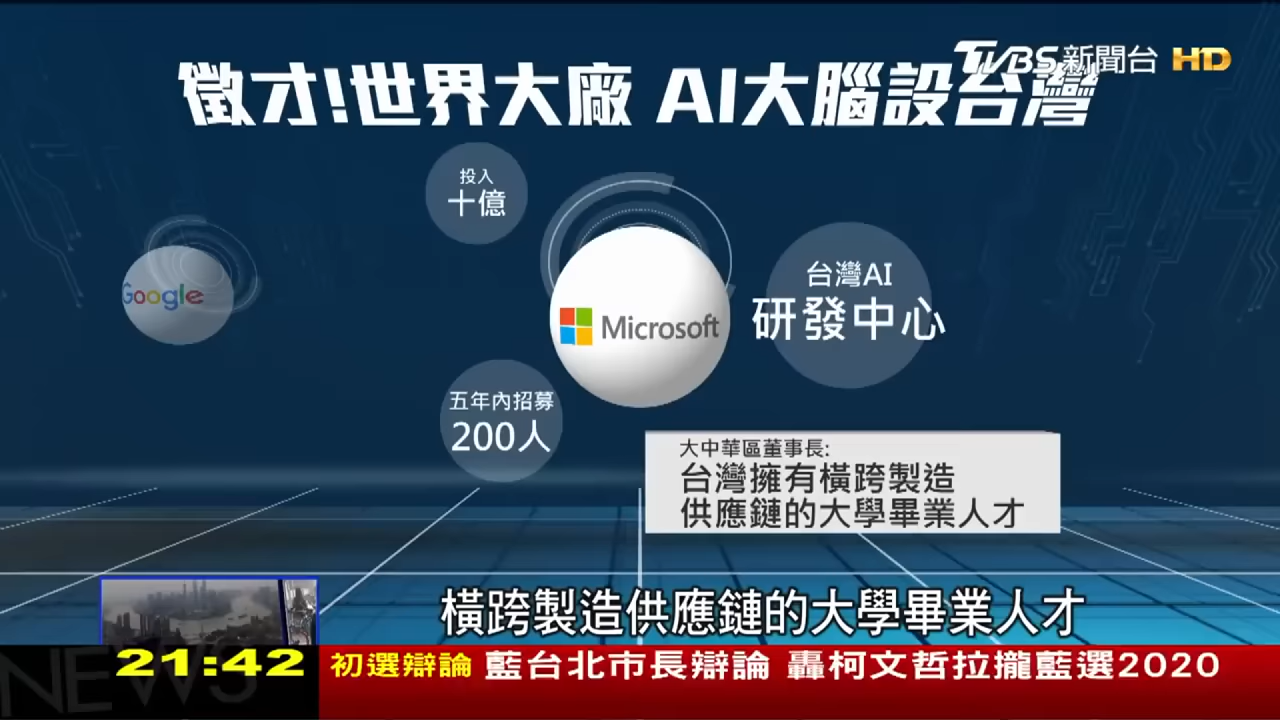 TVBS新聞台 HD
徵才!世界大廠 AI大腦設台灣
投入
十億
Google
Microsoft
台灣AI
研發中心
五年內招募
200人
大中華區董事長:
台灣擁有橫跨製造
供應鏈的大學畢業人才
橫跨製造供應鏈的大學畢業人才
NEWS
21:42
初選辯論 藍台北市長辯論 轟柯文哲拉攏藍選2020